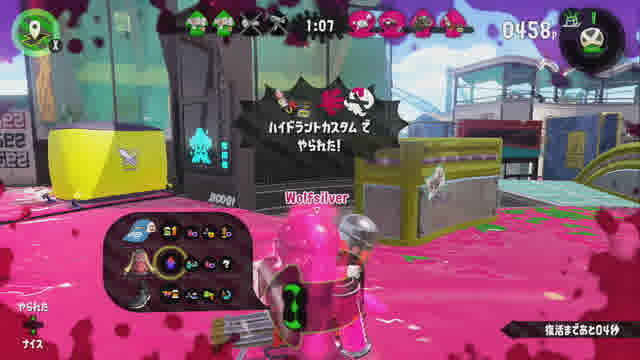 1:07
0458p
X
ハイドラントカスタム で
やられた!
Wolfsilver
?
やられた
ナイス
復活まであと04秒